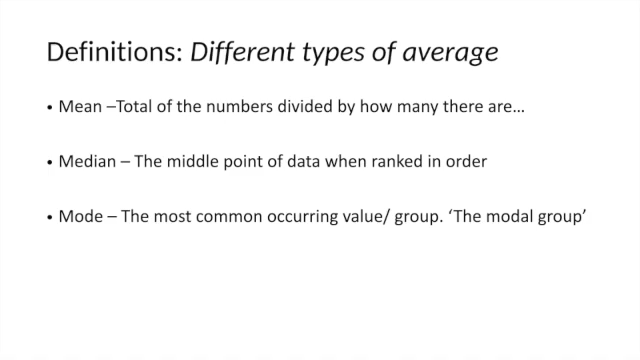 Definitions: Different types of average
• Mean –Total of the numbers divided by how many there are…
• Median – The middle point of data when ranked in order
• Mode – The most common occurring value/ group. ‘The modal group’